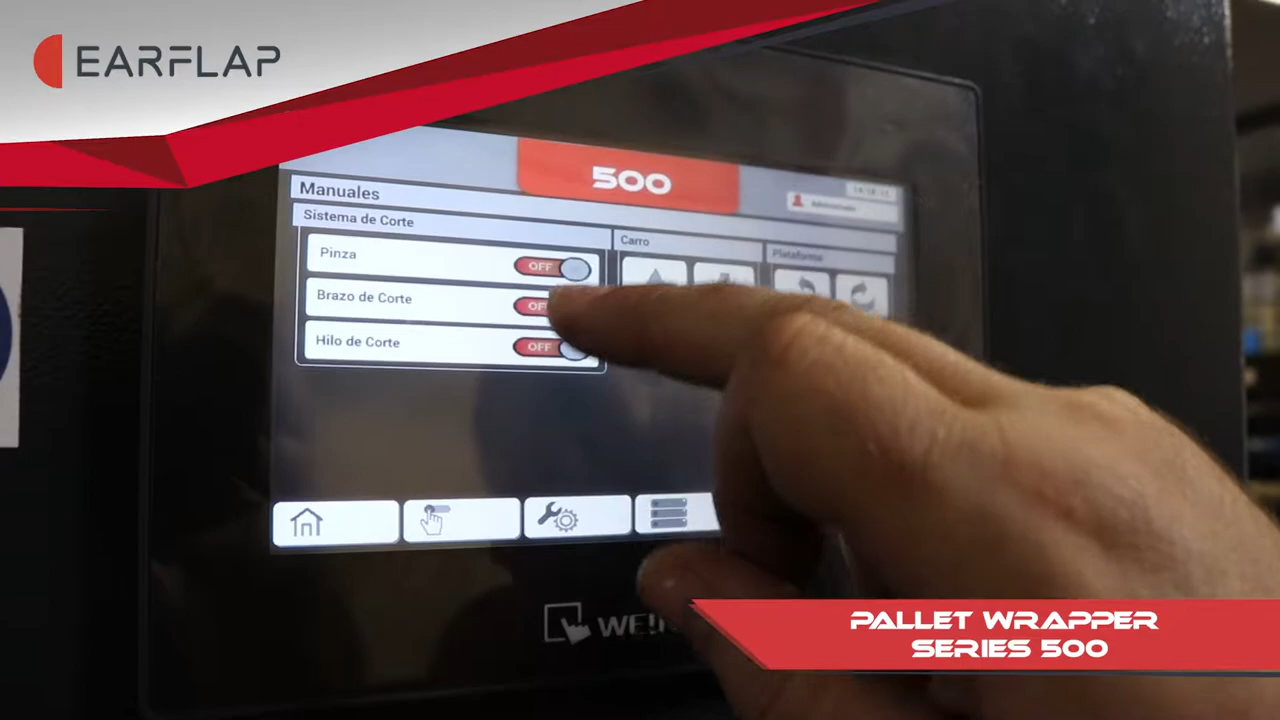 EARFLAP
500
Manuales
Sistema de Corte
Carro
Plataforma
Pinza
OFF
Brazo de Corte
Hilo de Corte
OFF
PALLET WRAPPER
SERIES 500